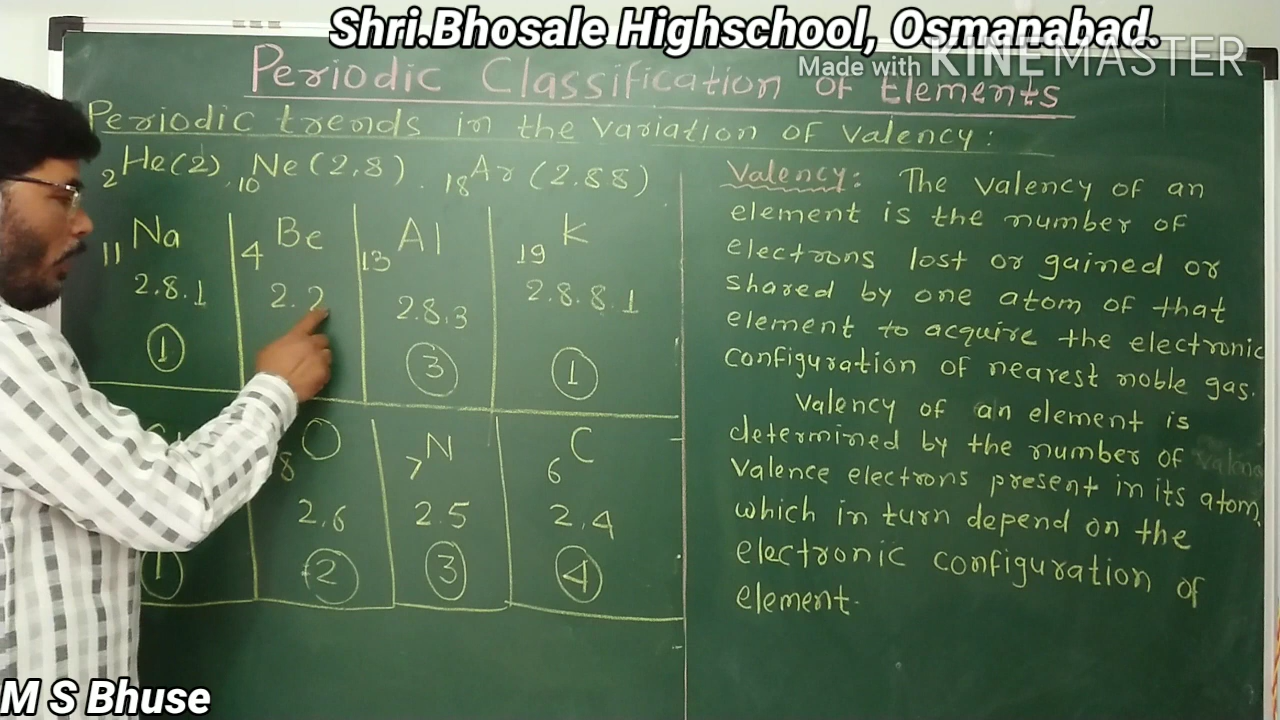 Shri.Bhosale Highschool, Osmanabad.
Made with KINEMASTER
Periodic Classification of Elements
Periodic trends in the variation of valency:
2He(2), 10Ne(2,8). 18Ar(2.88)
11Na 4Be 13Al 19K
2.8.1 2.2 2.8.3 2.8.8.1
1 3 1
8O 7N 6C
2,6 2.5 2,4
1 2 3 4
Valency: The valency of an
element is the number of
electrons lost or gained or
shared by one atom of that
element to acquire the electronic
configuration of nearest noble gas.
Valency of an element is
determined by the number of
valence electrons present in its atom,
which in turn depend on the
electronic configuration of
element.
M S Bhuse